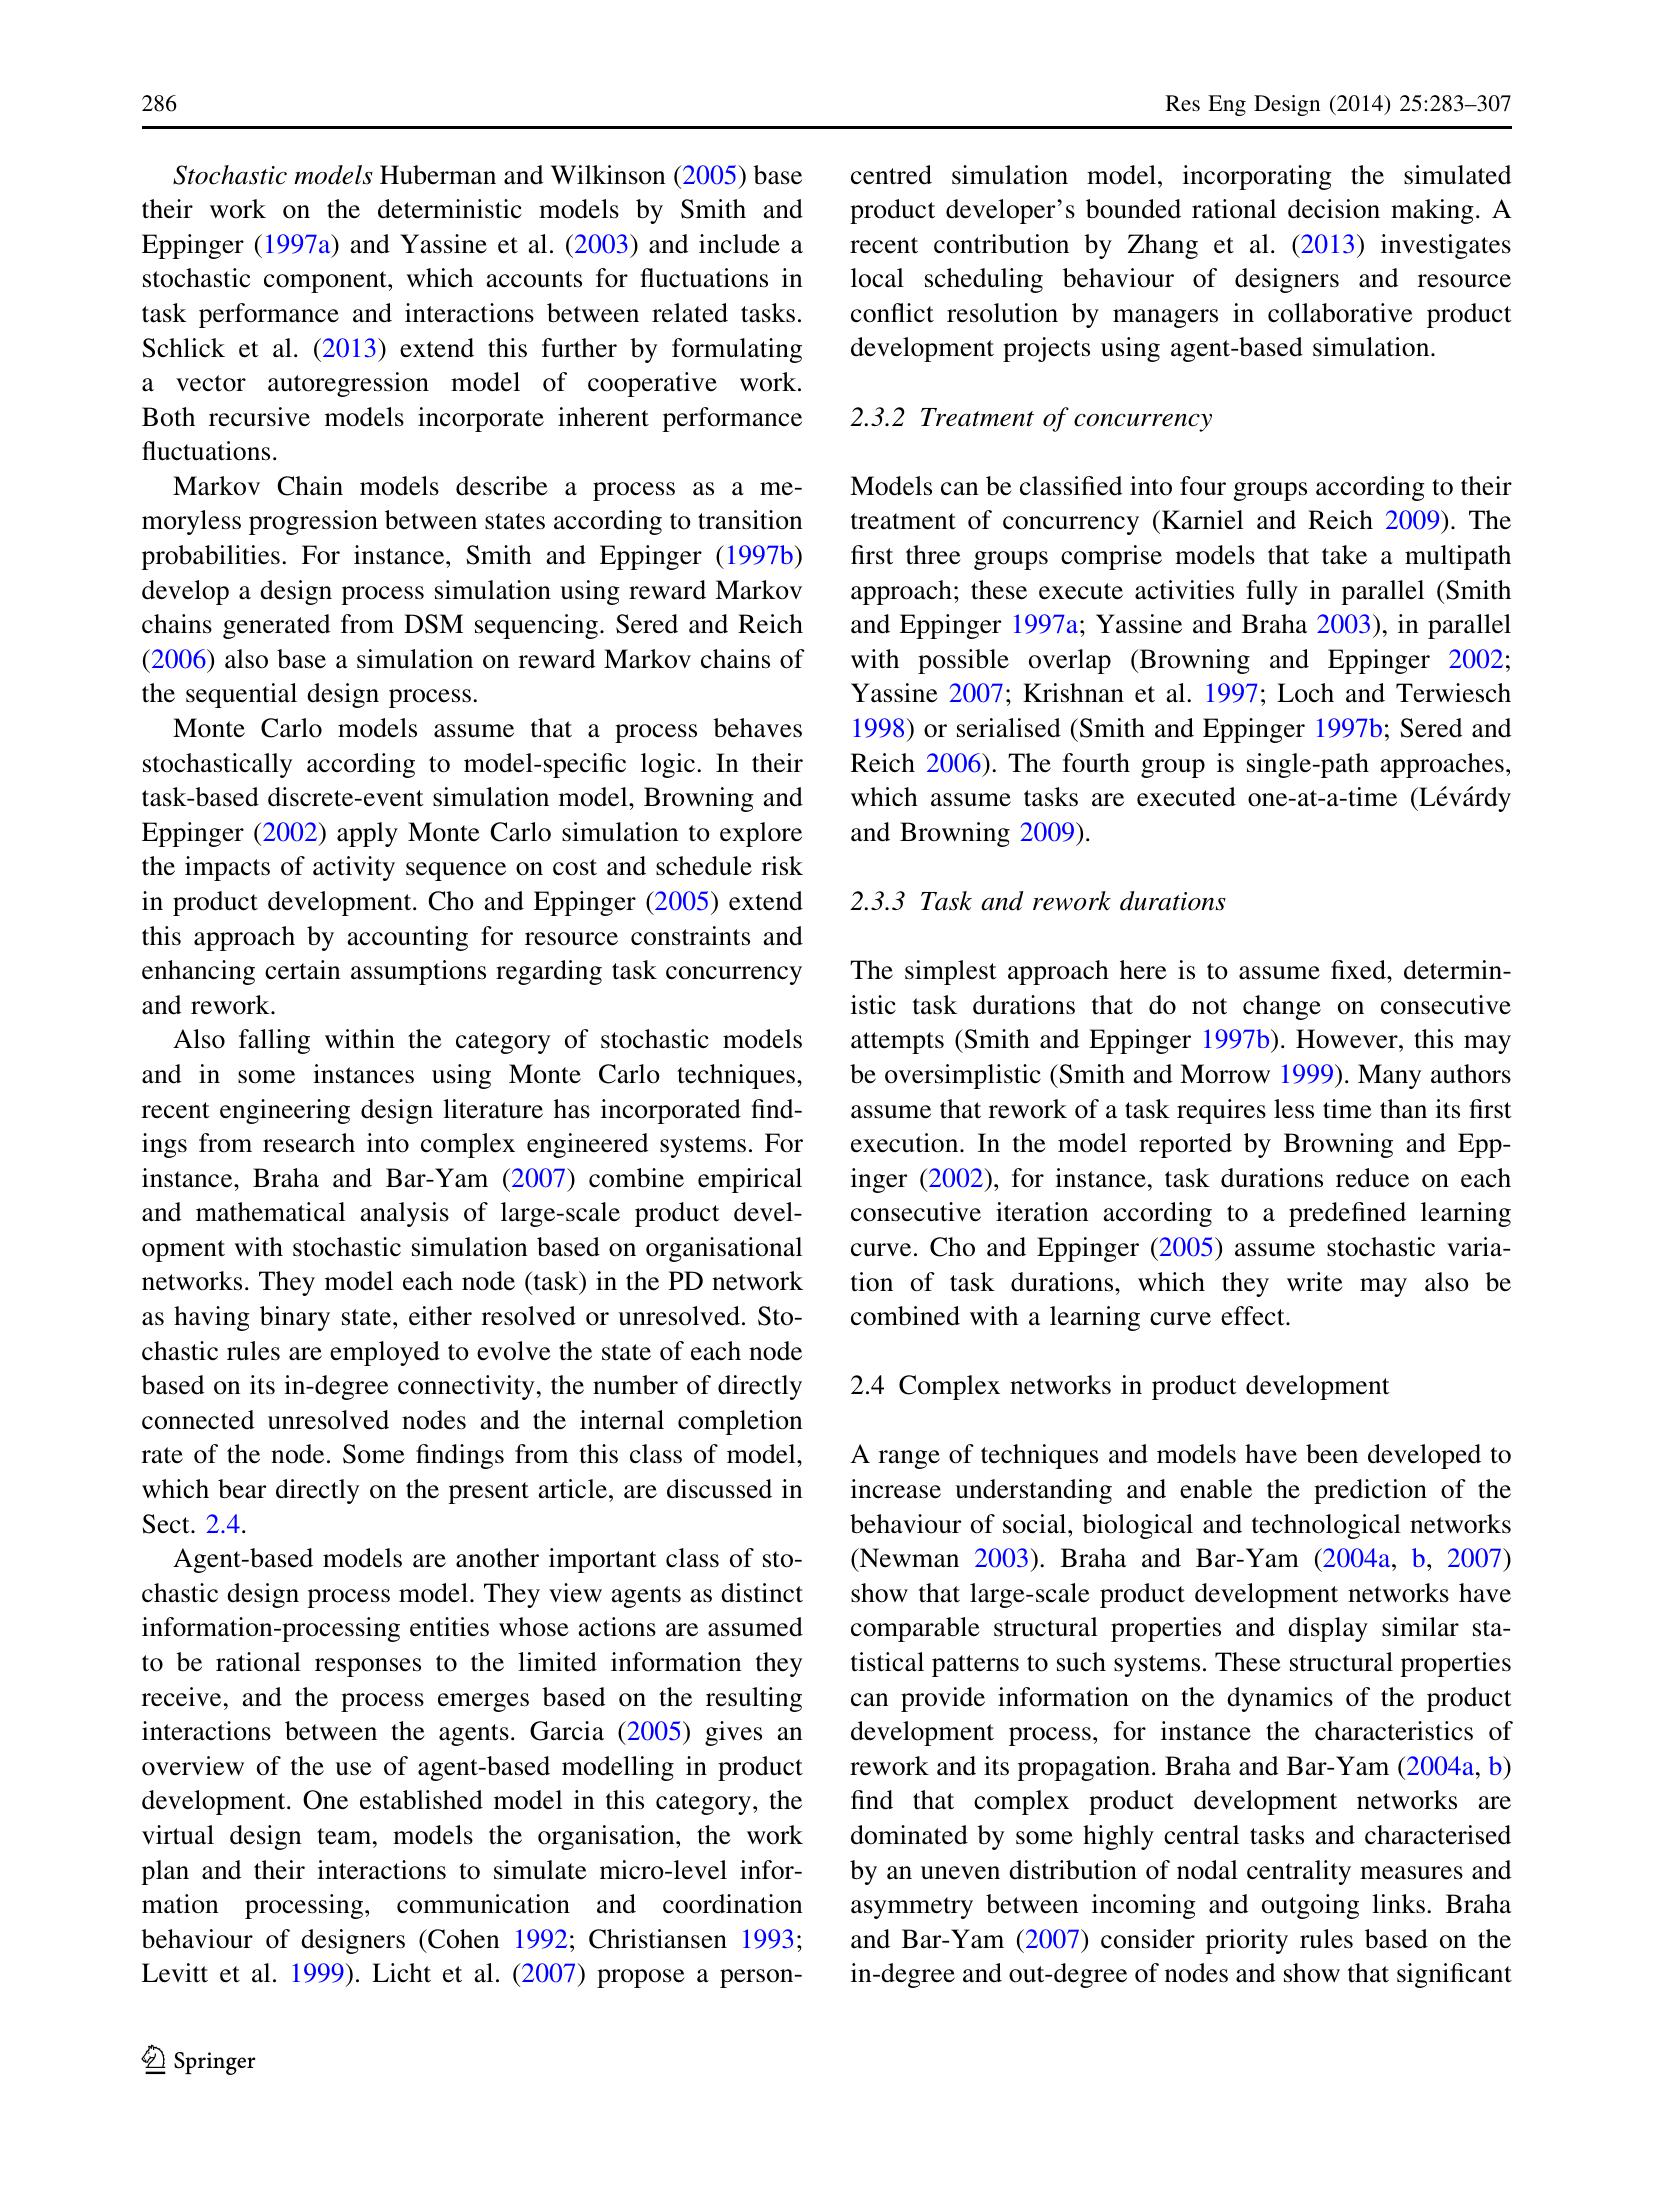 286
Res Eng Design (2014) 25:283–307
Stochastic models Huberman and Wilkinson (2005) base
their work on the deterministic models by Smith and
Eppinger (1997a) and Yassine et al. (2003) and include a
stochastic component, which accounts for fluctuations in
task performance and interactions between related tasks.
Schlick et al. (2013) extend this further by formulating
a vector autoregression model of cooperative work.
Both recursive models incorporate inherent performance
fluctuations.
Markov Chain models describe a process as a me-
moryless progression between states according to transition
probabilities. For instance, Smith and Eppinger (1997b)
develop a design process simulation using reward Markov
chains generated from DSM sequencing. Sered and Reich
(2006) also base a simulation on reward Markov chains of
the sequential design process.
Monte Carlo models assume that a process behaves
stochastically according to model-specific logic. In their
task-based discrete-event simulation model, Browning and
Eppinger (2002) apply Monte Carlo simulation to explore
the impacts of activity sequence on cost and schedule risk
in product development. Cho and Eppinger (2005) extend
this approach by accounting for resource constraints and
enhancing certain assumptions regarding task concurrency
and rework.
Also falling within the category of stochastic models
and in some instances using Monte Carlo techniques,
recent engineering design literature has incorporated find-
ings from research into complex engineered systems. For
instance, Braha and Bar-Yam (2007) combine empirical
and mathematical analysis of large-scale product devel-
opment with stochastic simulation based on organisational
networks. They model each node (task) in the PD network
as having binary state, either resolved or unresolved. Sto-
chastic rules are employed to evolve the state of each node
based on its in-degree connectivity, the number of directly
connected unresolved nodes and the internal completion
rate of the node. Some findings from this class of model,
which bear directly on the present article, are discussed in
Sect. 2.4.
Agent-based models are another important class of sto-
chastic design process model. They view agents as distinct
information-processing entities whose actions are assumed
to be rational responses to the limited information they
receive, and the process emerges based on the resulting
interactions between the agents. Garcia (2005) gives an
overview of the use of agent-based modelling in product
development. One established model in this category, the
virtual design team, models the organisation, the work
plan and their interactions to simulate micro-level infor-
mation processing, communication and coordination
behaviour of designers (Cohen 1992; Christiansen 1993;
Levitt et al. 1999). Licht et al. (2007) propose a person-
centred simulation model, incorporating the simulated
product developer's bounded rational decision making. A
recent contribution by Zhang et al. (2013) investigates
local scheduling behaviour of designers and resource
conflict resolution by managers in collaborative product
development projects using agent-based simulation.
2.3.2 Treatment of concurrency
Models can be classified into four groups according to their
treatment of concurrency (Karniel and Reich 2009). The
first three groups comprise models that take a multipath
approach; these execute activities fully in parallel (Smith
and Eppinger 1997a; Yassine and Braha 2003), in parallel
with possible overlap (Browning and Eppinger 2002;
Yassine 2007; Krishnan et al. 1997; Loch and Terwiesch
1998) or serialised (Smith and Eppinger 1997b; Sered and
Reich 2006). The fourth group is single-path approaches,
which assume tasks are executed one-at-a-time (Lévárdy
and Browning 2009).
2.3.3 Task and rework durations
The simplest approach here is to assume fixed, determin-
istic task durations that do not change on consecutive
attempts (Smith and Eppinger 1997b). However, this may
be oversimplistic (Smith and Morrow 1999). Many authors
assume that rework of a task requires less time than its first
execution. In the model reported by Browning and Epp-
inger (2002), for instance, task durations reduce on each
consecutive iteration according to a predefined learning
curve. Cho and Eppinger (2005) assume stochastic varia-
tion of task durations, which they write may also be
combined with a learning curve effect.
2.4 Complex networks in product development
A range of techniques and models have been developed to
increase understanding and enable the prediction of the
behaviour of social, biological and technological networks
(Newman 2003). Braha and Bar-Yam (2004a, b, 2007)
show that large-scale product development networks have
comparable structural properties and display similar sta-
tistical patterns to such systems. These structural properties
can provide information on the dynamics of the product
development process, for instance the characteristics of
rework and its propagation. Braha and Bar-Yam (2004a, b)
find that complex product development networks are
dominated by some highly central tasks and characterised
by an uneven distribution of nodal centrality measures and
asymmetry between incoming and outgoing links. Braha
and Bar-Yam (2007) consider priority rules based on the
in-degree and out-degree of nodes and show that significant
Springer